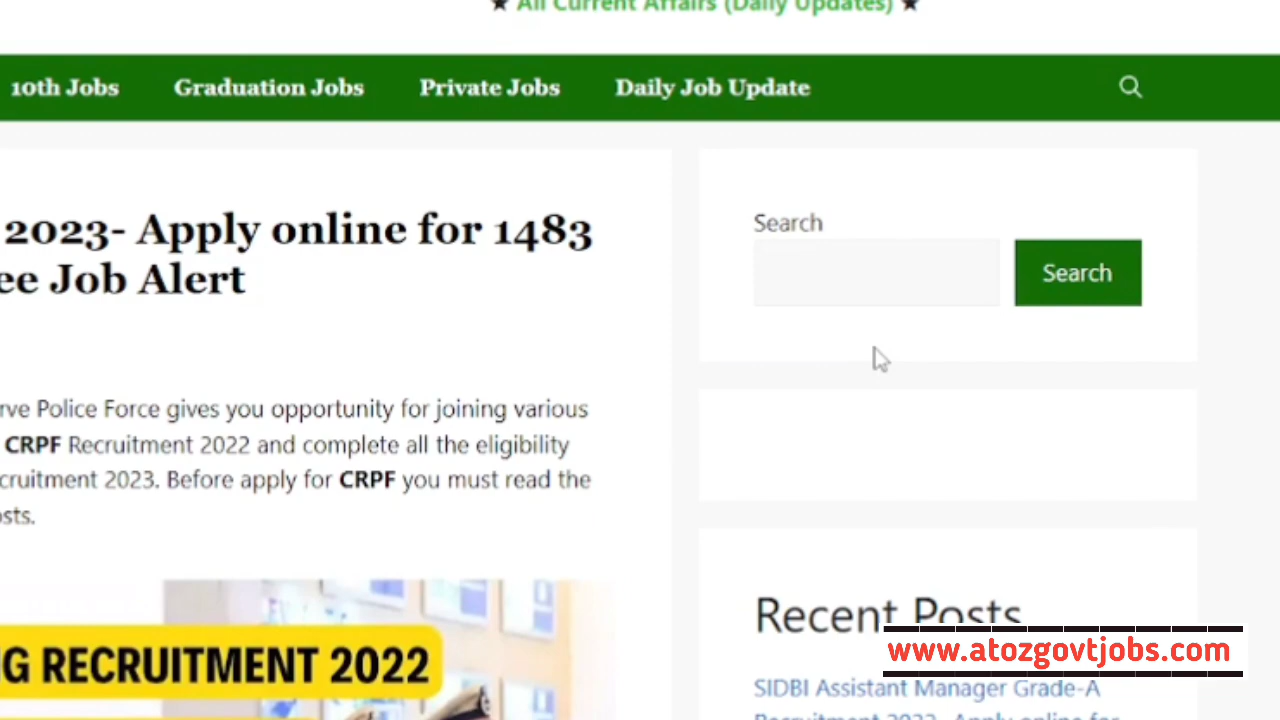 ★ All Current Affairs (Daily Updates) ★
10th Jobs Graduation Jobs Private Jobs Daily Job Update
2023- Apply online for 1483
ee Job Alert
Search
Search
rve Police Force gives you opportunity for joining various
CRPF Recruitment 2022 and complete all the eligibility
cruitment 2023. Before apply for CRPF you must read the
osts.
G RECRUITMENT 2022
Recent Posts
www.atozgovtjobs.com
SIDBI Assistant Manager Grade-A
Recruitment 2022- Apply online for